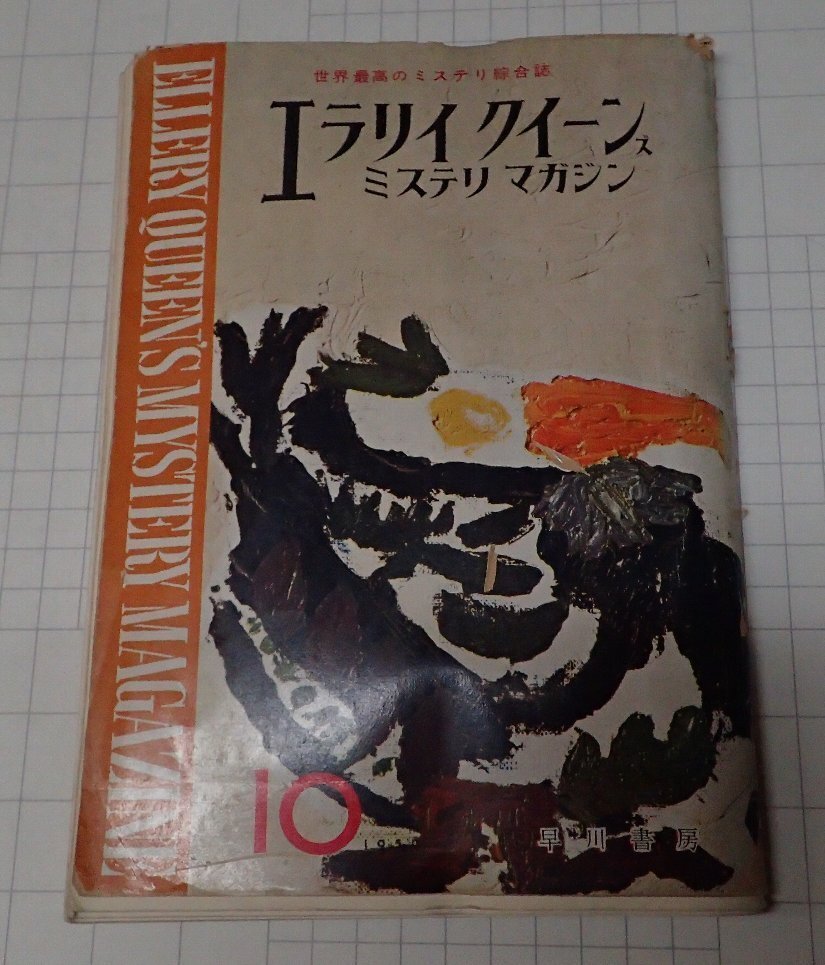 世界最高のミステリ綜合誌
エラリイ クイーンズ
ミステリ マガジン
ELLERY QUEEN'S MYSTERY MAGAZINE
10
早川書房